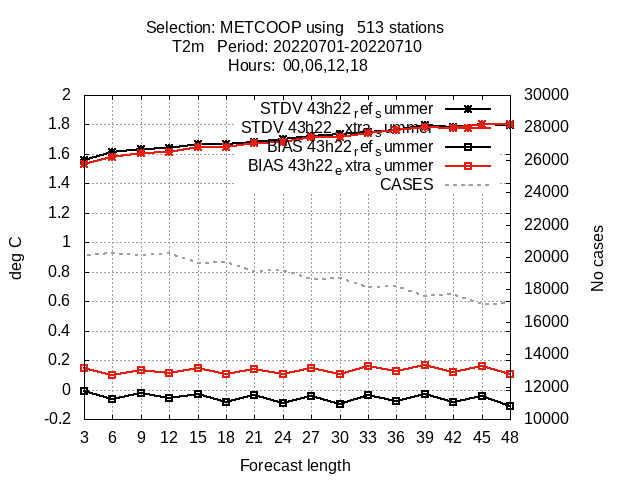 Selection: METCOOP using 513 stations
T2m Period: 20220701-20220710
Hours: 00,06,12,18
STDV 43h22_ref_summer
STDV 43h22_extra_summer
BIAS 43h22_ref_summer
BIAS 43h22_extra_summer
CASES
2
1.8
1.6
1.4
1.2
1
0.8
0.6
0.4
0.2
0
-0.2
deg C
30000
28000
26000
24000
22000
20000
18000
16000
14000
12000
10000
No cases
3 6 9 12 15 18 21 24 27 30 33 36 39 42 45 48
Forecast length